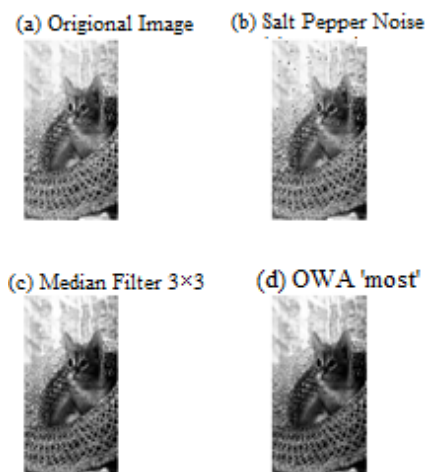 (a) Origional Image
(b) Salt Pepper Noise
(c) Median Filter 3×3
(d) OWA 'most'